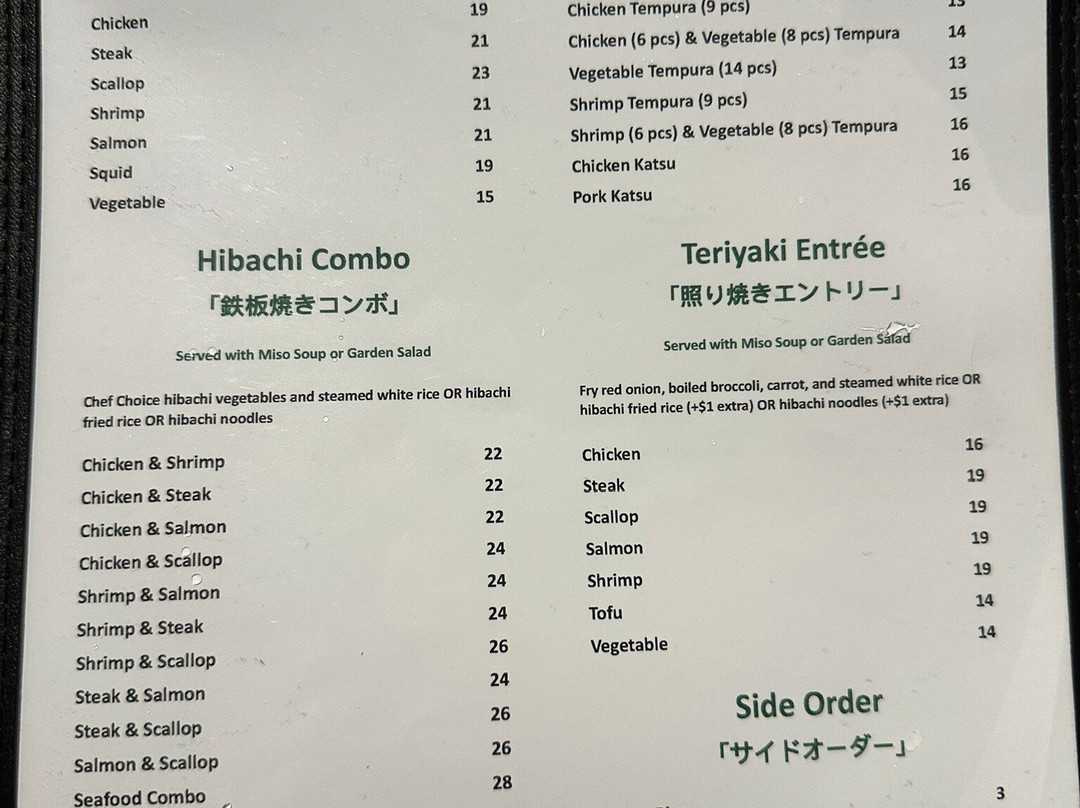 Chicken 19
Steak 21
Scallop 23
Shrimp 21
Salmon 21
Squid 19
Vegetable 15
Hibachi Combo
「鉄板焼きコンボ」
Served with Miso Soup or Garden Salad
Chef Choice hibachi vegetables and steamed white rice OR hibachi
fried rice OR hibachi noodles
Chicken & Shrimp 22
Chicken & Steak 22
Chicken & Salmon 22
Chicken & Scallop 24
Shrimp & Salmon 24
Shrimp & Steak 24
Shrimp & Scallop 26
Steak & Salmon 24
Steak & Scallop 26
Salmon & Scallop 26
Seafood Combo 28
Chicken Tempura (9 pcs)
Chicken (6 pcs) & Vegetable (8 pcs) Tempura 14
Vegetable Tempura (14 pcs) 13
Shrimp Tempura (9 pcs) 15
Shrimp (6 pcs) & Vegetable (8 pcs) Tempura 16
Chicken Katsu 16
Pork Katsu 16
Teriyaki Entrée
「照り焼きエントリー」
Served with Miso Soup or Garden Salad
Fry red onion, boiled broccoli, carrot, and steamed white rice OR
hibachi fried rice (+$1 extra) OR hibachi noodles (+$1 extra)
Chicken 16
Steak 19
Scallop 19
Salmon 19
Shrimp 19
Tofu 14
Vegetable 14
Side Order
「サイドオーダー」
3